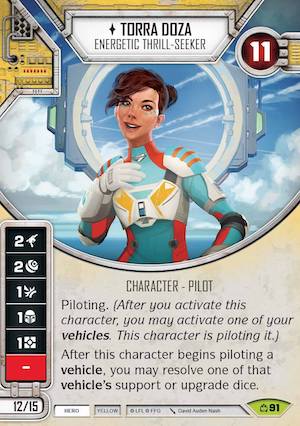 TORRA DOZA
ENERGETIC THRILL-SEEKER
11
2
2
1
1
1
-
12/15
CHARACTER - PILOT
Piloting. (After you activate this
character, you may activate one of your
vehicles. This character is piloting it.)
After this character begins piloting a
vehicle, you may resolve one of that
vehicle's support or upgrade dice.
HERO
YELLOW
© LFL © FFG
David Auden Nash
91